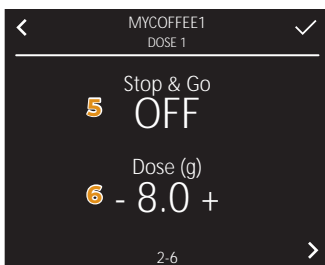 MYCOFFEE1
DOSE 1
Stop & Go
5 OFF
Dose (g)
6 - 8.0 +
2-6